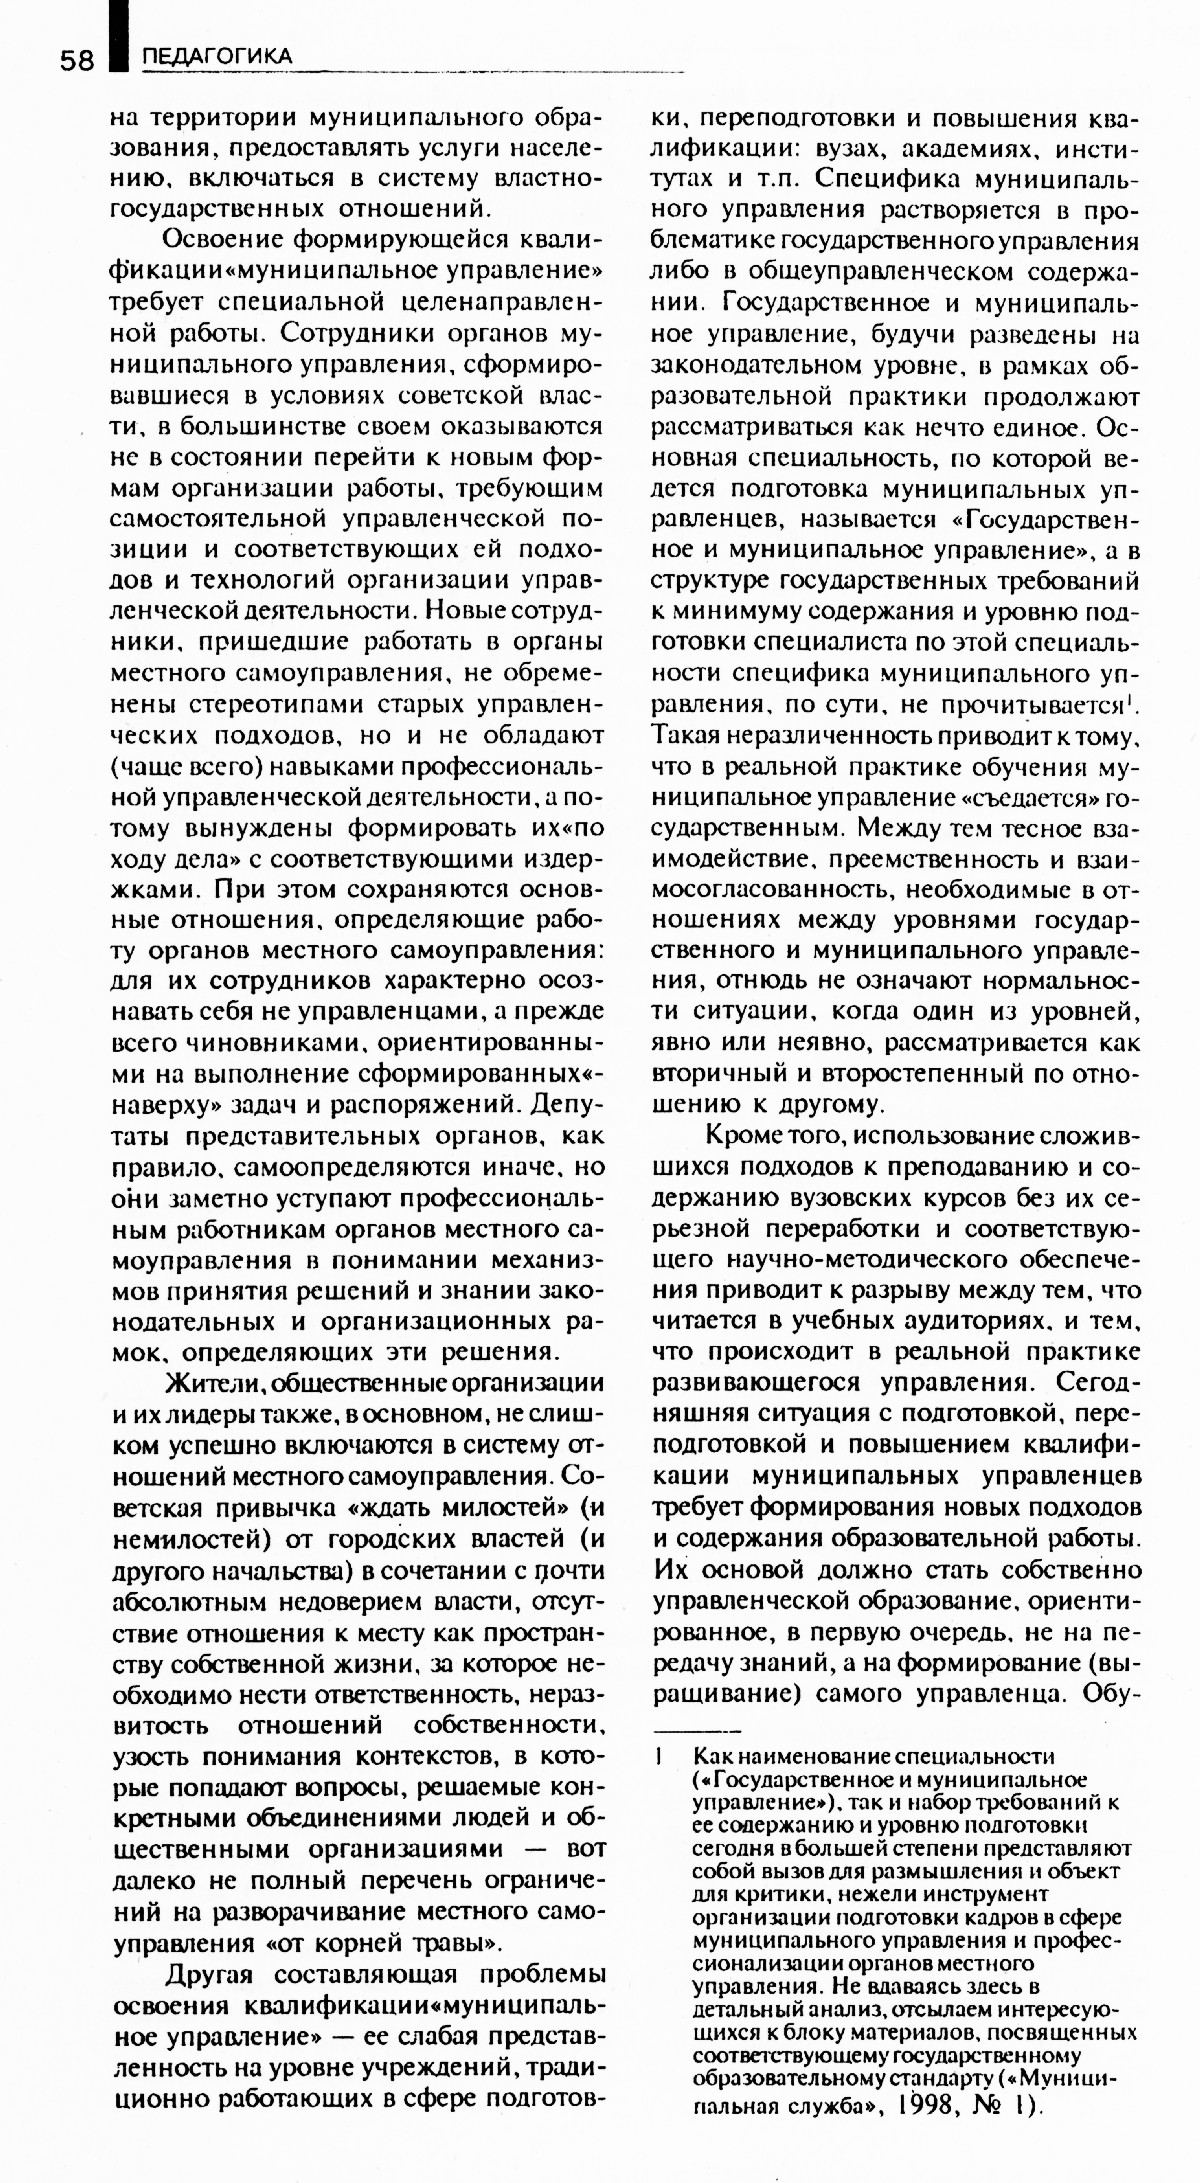 58
ПЕДАГОГИКА
на территории муниципального обра-
зования, предоставлять услуги населе-
нию, включаться в систему властно-
государственных отношений.
Освоение формирующейся квали-
фикации«муниципальное управление»
требует специальной целенаправлен-
ной работы. Сотрудники органов му-
ниципального управления, сформиро-
вавшиеся в условиях советской влас-
ти, в большинстве своем оказываются
не в состоянии перейти к новым фор-
мам организации работы, требующим
самостоятельной управленческой по-
зиции и соответствующих ей подхо-
дов и технологий организации управ-
ленческой деятельности. Новые сотруд-
ники, пришедшие работать в органы
местного самоуправления, не обреме-
нены стереотипами старых управлен-
ческих подходов, но и не обладают
(чаще всего) навыками профессиональ-
ной управленческой деятельности, а по-
тому вынуждены формировать их«по
ходу дела» с соответствующими издер-
жками. При этом сохраняются основ-
ные отношения, определяющие рабо-
ту органов местного самоуправления:
для их сотрудников характерно осоз-
навать себя не управленцами, а прежде
всего чиновниками, ориентированны-
ми на выполнение сформированных«-
наверху» задач и распоряжений. Депу-
таты представительных органов, как
правило, самоопределяются иначе, но
они заметно уступают профессиональ-
ным работникам органов местного са-
моуправления в понимании механиз-
мов принятия решений и знании зако-
нодательных и организационных ра-
мок, определяющих эти решения.
Жители, общественные организации
и их лидеры также, в основном, не слиш-
ком успешно включаются в систему от-
ношений местного самоуправления. Со-
ветская привычка «ждать милостей» (и
немилостей) от городских властей (и
другого начальства) в сочетании с почти
абсолютным недоверием власти, отсут-
ствие отношения к месту как простран-
ству собственной жизни, за которое не-
обходимо нести ответственность, нераз-
витость отношений собственности,
узость понимания контекстов, в кото-
рые попадают вопросы, решаемые кон-
кретными объединениями людей и об-
щественными организациями — вот
далеко не полный перечень ограниче-
ний на разворачивание местного само-
управления «от корней травы».
Другая составляющая проблемы
освоения квалификации«муниципаль-
ное управление» — ее слабая представ-
ленность на уровне учреждений, тради-
ционно работающих в сфере подготов-
ки, переподготовки и повышения ква-
лификации: вузах, академиях, инсти-
тутах и т.п. Специфика муниципаль-
ного управления растворяется в про-
блематике государственного управления
либо в общеуправленческом содержа-
нии. Государственное и муниципаль-
ное управление, будучи разведены на
законодательном уровне, в рамках об-
разовательной практики продолжают
рассматриваться как нечто единое. Ос-
новная специальность, по которой ве-
дется подготовка муниципальных уп-
равленцев, называется «Государствен-
ное и муниципальное управление», а в
структуре государственных требований
к минимуму содержания и уровню под-
готовки специалиста по этой специаль-
ности специфика муниципального уп-
равления, по сути, не прочитывается¹.
Такая неразличенность приводит к тому,
что в реальной практике обучения му-
ниципальное управление «съедается» го-
сударственным. Между тем тесное вза-
имодействие, преемственность и взаи-
мосогласованность, необходимые в от-
ношениях между уровнями государ-
ственного и муниципального управле-
ния, отнюдь не означают нормальнос-
ти ситуации, когда один из уровней,
явно или неявно, рассматривается как
вторичный и второстепенный по отно-
шению к другому.
Кроме того, использование сложив-
шихся подходов к преподаванию и со-
держанию вузовских курсов без их се-
рьезной переработки и соответствую-
щего научно-методического обеспече-
ния приводит к разрыву между тем, что
читается в учебных аудиториях, и тем,
что происходит в реальной практике
развивающегося управления. Сегод-
няшняя ситуация с подготовкой, пере-
подготовкой и повышением квалифи-
кации муниципальных управленцев
требует формирования новых подходов
и содержания образовательной работы.
Их основой должно стать собственно
управленческой образование, ориенти-
рованное, в первую очередь, не на пе-
редачу знаний, а на формирование (вы-
ращивание) самого управленца. Обу-
1 Как наименование специальности
(«Государственное и муниципальное
управление»), так и набор требований к
ее содержанию и уровню подготовки
сегодня в большей степени представляют
собой вызов для размышления и объект
для критики, нежели инструмент
организации подготовки кадров в сфере
муниципального управления и профес-
сионализации органов местного
управления. Не вдаваясь здесь в
детальный анализ, отсылаем интересую-
щихся к блоку материалов, посвященных
соответствующему государственному
образовательному стандарту («Муници-
пальная служба», 1998, № 1).